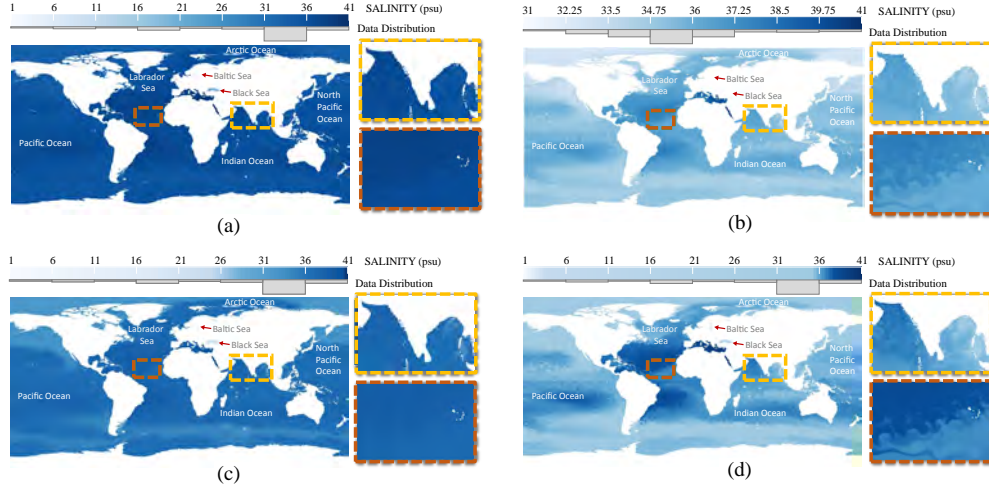 1 6 11 16 21 26 31 36 41 SALINITY (psu)
Data Distribution
Arctic Ocean
Labrador
Sea
Baltic Sea
Black Sea
North
Pacific
Ocean
Pacific Ocean
Indian Ocean
(a)
31 32.25 33.5 34.75 36 37.25 38.5 39.75 41 SALINITY (psu)
Data Distribution
Arctic Ocean
Labrador
Sea
Baltic Sea
Black Sea
North
Pacific
Ocean
Pacific Ocean
Indian Ocean
(b)
1 6 11 16 21 26 31 36 41 SALINITY (psu)
Data Distribution
Arctic Ocean
Labrador
Sea
Baltic Sea
Black Sea
North
Pacific
Ocean
Pacific Ocean
Indian Ocean
(c)
1 6 11 16 21 26 31 36 41 SALINITY (psu)
Data Distribution
Arctic Ocean
Labrador
Sea
Baltic Sea
Black Sea
North
Pacific
Ocean
Pacific Ocean
Indian Ocean
(d)